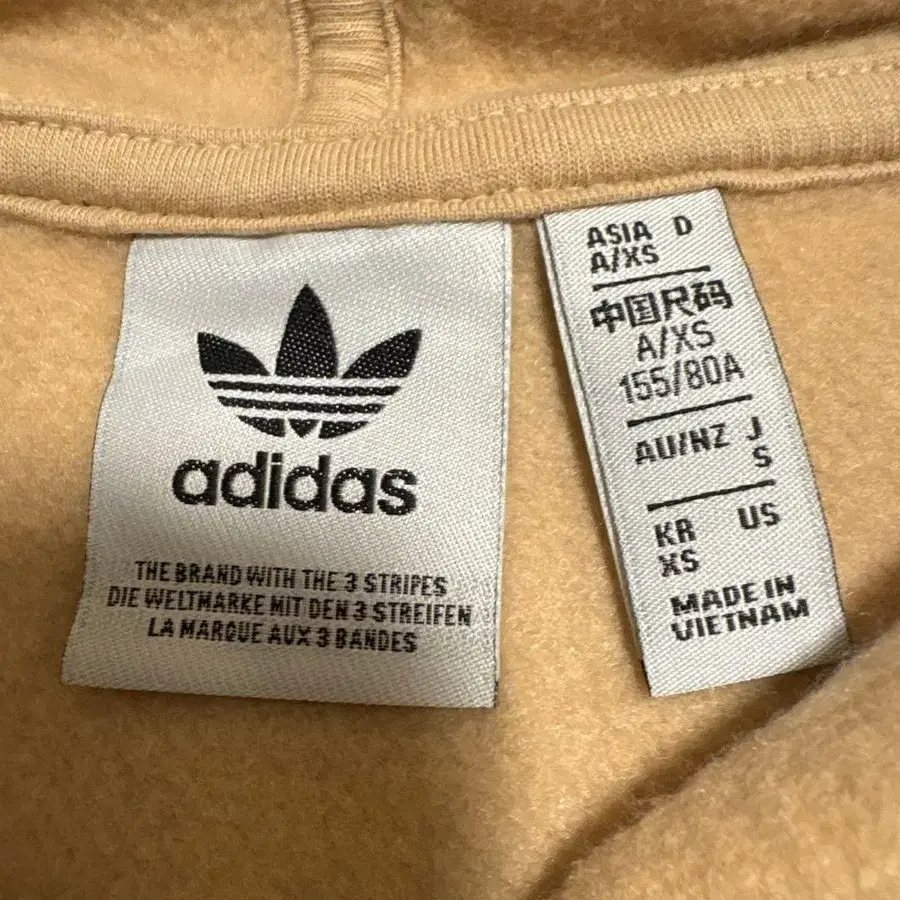 adidas
THE BRAND WITH THE 3 STRIPES
DIE WELTMARKE MIT DEN 3 STREIFEN
LA MARQUE AUX 3 BANDES
ASIA D
A/XS
中国尺码
A/XS
155/80A
AU/NZ J
S
KR US
XS
MADE IN
VIETNAM